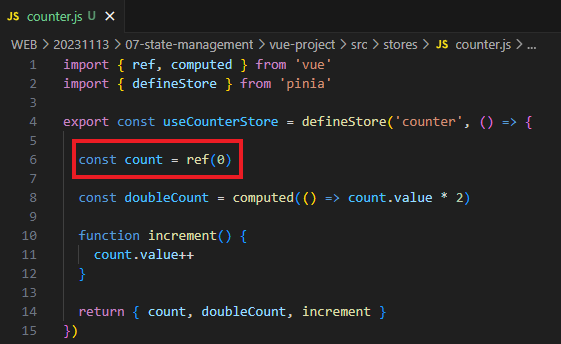 JS counter.js U ×
WEB > 20231113 > 07-state-management > vue-project > src > stores > JS counter.js > ...
1 import { ref, computed } from 'vue'
2 import { defineStore } from 'pinia'
3
4 export const useCounterStore = defineStore('counter', () => {
5
6 const count = ref(0)
7
8 const doubleCount = computed(() => count.value * 2)
9
10 function increment() {
11 count.value++
12 }
13
14 return { count, doubleCount, increment }
15 })